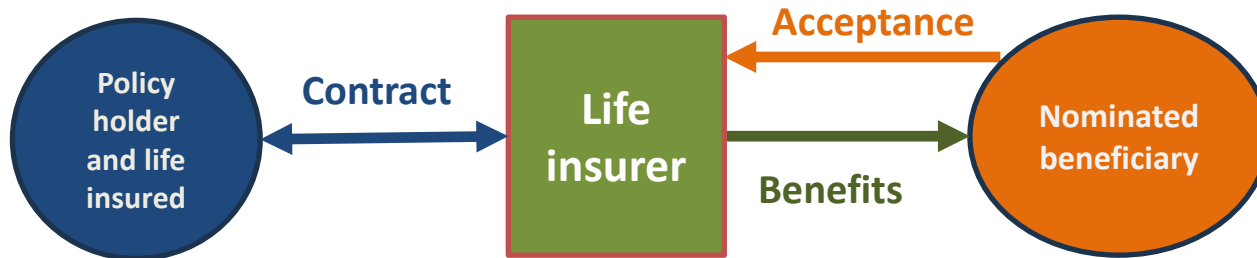 Policy
holder
and life
insured
Contract
Life
insurer
Acceptance
Benefits
Nominated
beneficiary